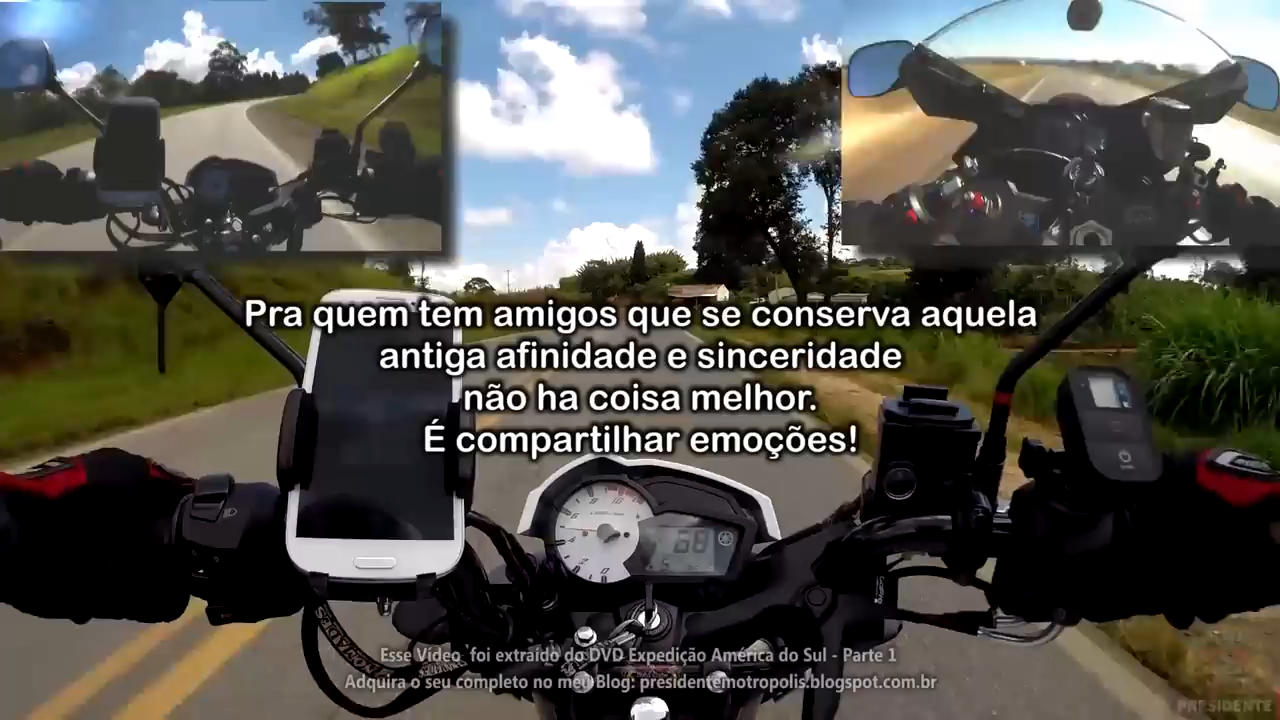 Pra quem tem amigos que se conserva aquela
antiga afinidade e sinceridade
não ha coisa melhor.
É compartilhar emoções!
68
NOMADES
Esse Vídeo foi extraído do DVD Expedição América do Sul - Parte 1
Adquira o seu completo no meu Blog: presidentemotropolis.blogspot.com.br
PRESIDENTE